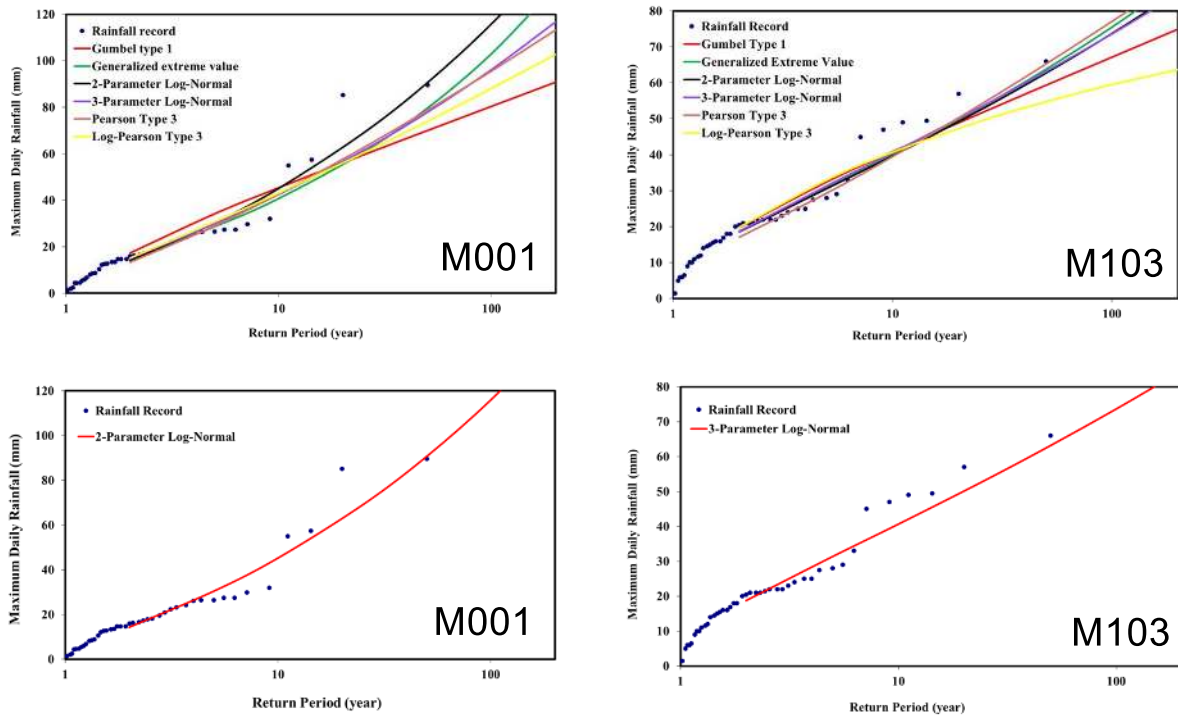 120
100
80
60
40
20
0
Maximum Daily Rainfall (mm)
Rainfall record
Gumbel type 1
Generalized extreme value
2-Parameter Log-Normal
3-Parameter Log-Normal
Pearson Type 3
Log-Pearson Type 3
M001
1 10 100
Return Period (year)
80
70
60
50
40
30
20
10
0
Maximum Daily Rainfall (mm)
Rainfall Record
Gumbel Type 1
Generalized Extreme Value
2-Parameter Log-Normal
3-Parameter Log-Normal
Pearson Type 3
Log-Pearson Type 3
M103
1 10 100
Return Period (year)
120
100
80
60
40
20
0
Maximum Daily Rainfall (mm)
Rainfall Record
2-Parameter Log-Normal
M001
1 10 100
Return Period (year)
80
70
60
50
40
30
20
10
0
Maximum Daily Rainfall (mm)
Rainfall Record
3-Parameter Log-Normal
M103
1 10 100
Return Period (year)